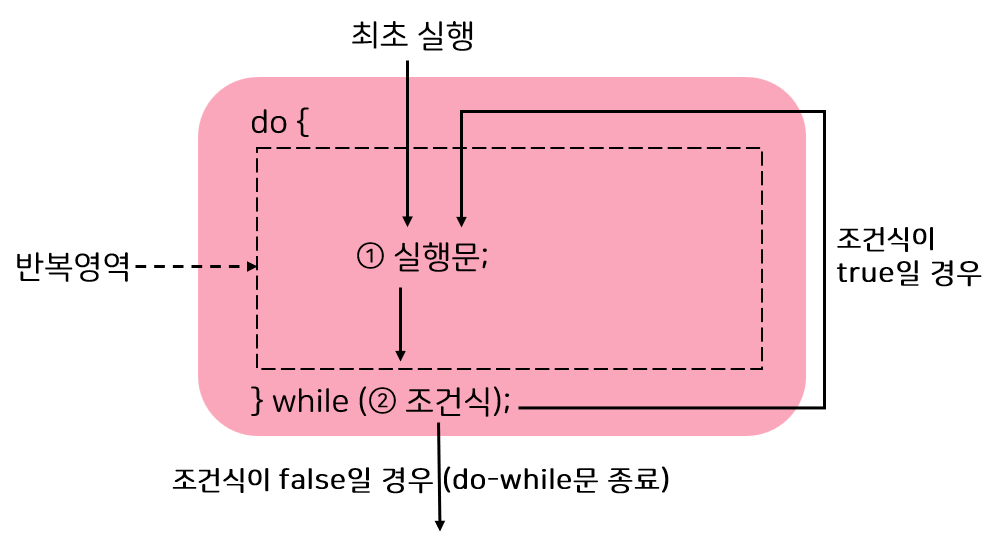 최초 실행
do {
① 실행문;
반복영역
조건식이
true일 경우
} while (② 조건식);
조건식이 false일 경우 (do-while문 종료)